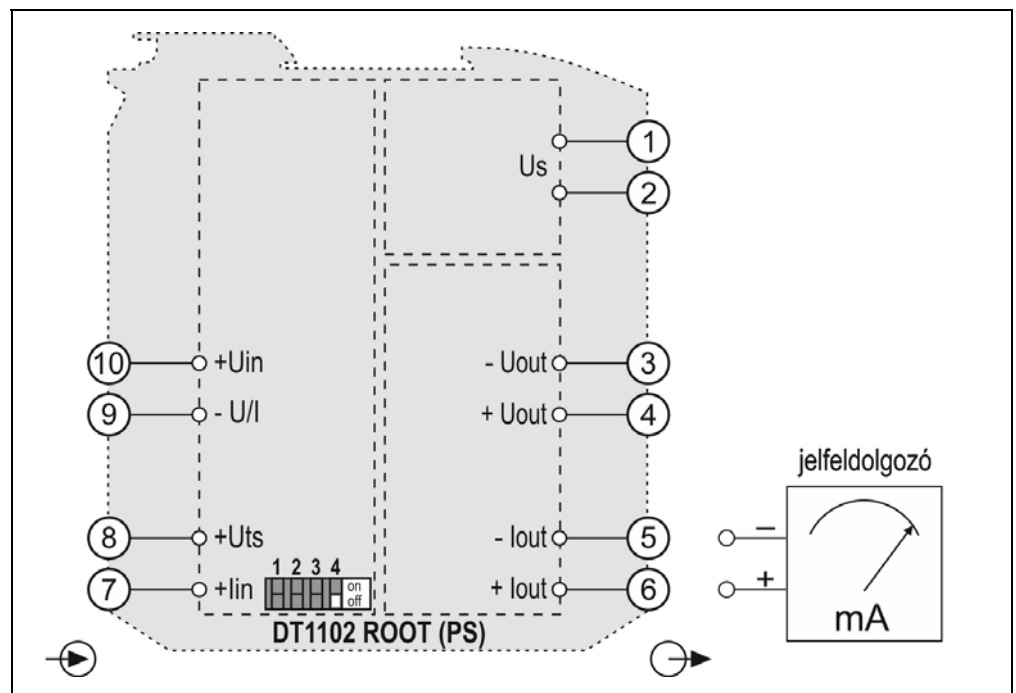 1
Us
2
10 +Uin
- Uout 3
9 - U/I
+ Uout 4
jelfeldolgozó
8 +Uts
- Iout 5
–
1 2 3 4
7 +Iin
on
off
+ Iout 6
+
mA
DT1102 ROOT (PS)